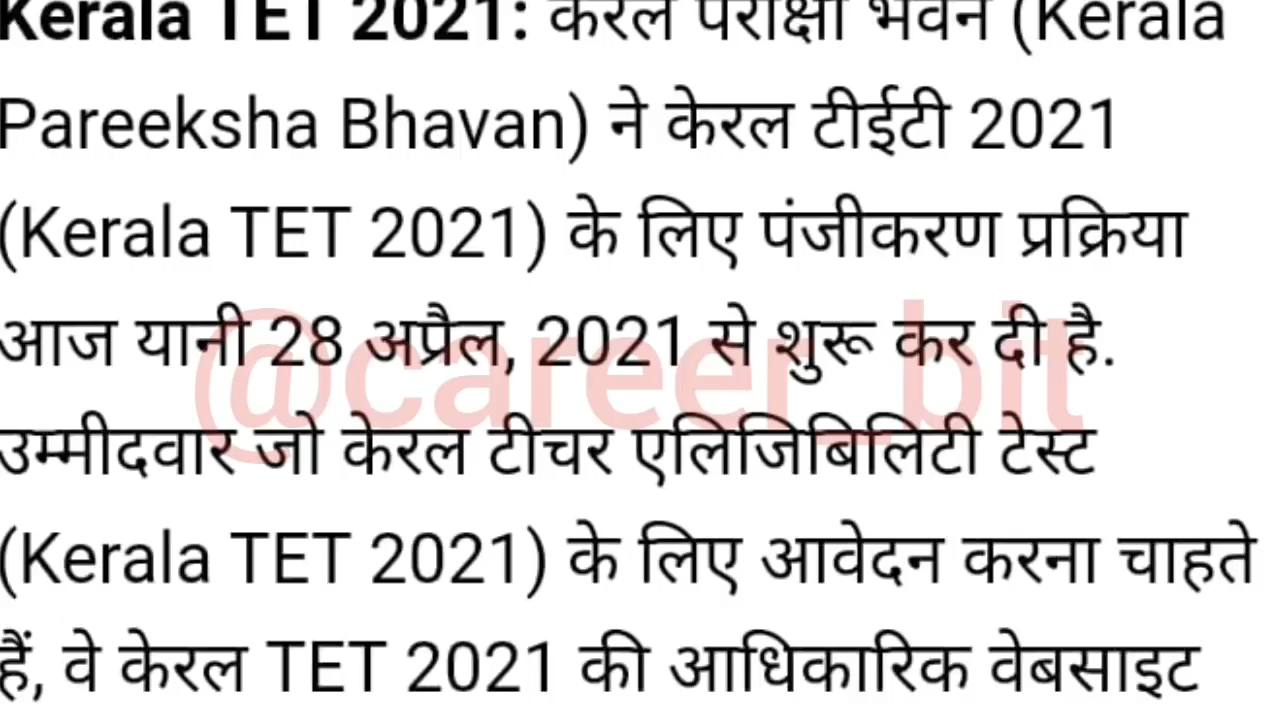 Kerala TET 2021: केरल परीक्षा भवन (Kerala
Pareeksha Bhavan) ने केरल टीईटी 2021
(Kerala TET 2021) के लिए पंजीकरण प्रक्रिया
आज यानी 28 अप्रैल, 2021 से शुरू कर दी है.
@career_bit
उम्मीदवार जो केरल टीचर एलिजिबिलिटी टेस्ट
(Kerala TET 2021) के लिए आवेदन करना चाहते
हैं, वे केरल TET 2021 की आधिकारिक वेबसाइट